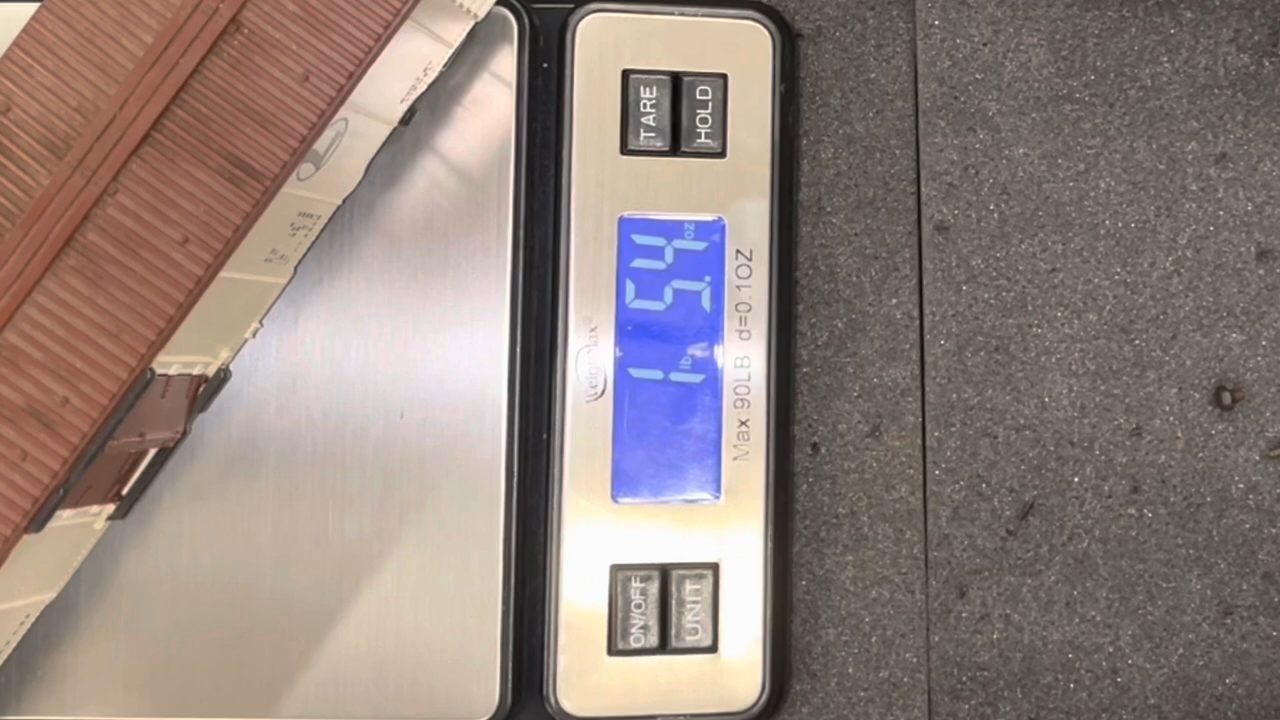 TARE
HOLD
1 lb 5.4 oz
WeighMax
Max:90LB d=0.1OZ
ON/OFF
UNIT